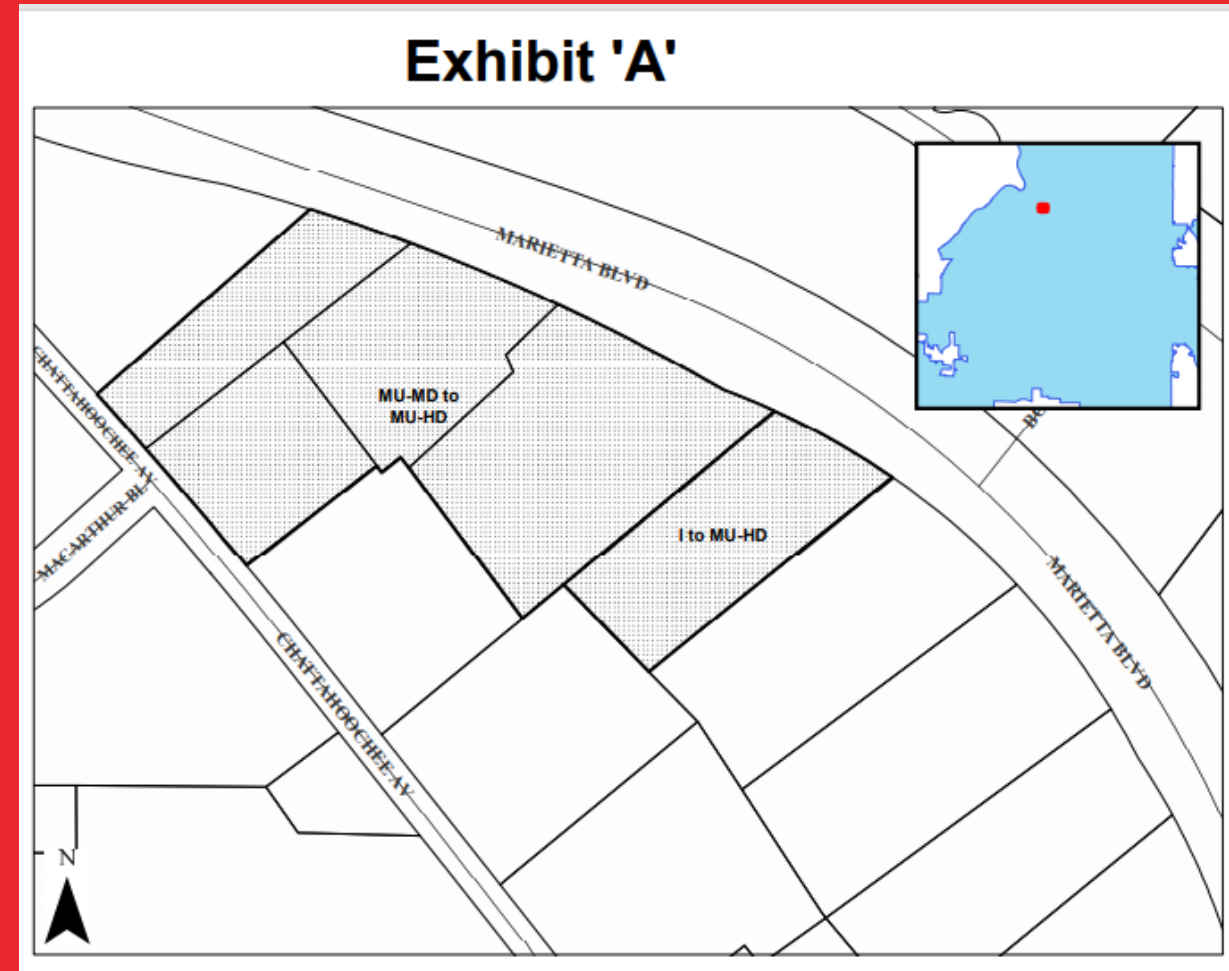 Exhibit 'A'
MARIETTA BLVD
MU-MD to
MU-HD
CHATTAHOOCHEE AV
MACARTHUR BL
I to MU-HD
MARIETTA BLVD
CHATTAHOOCHEE AV
N